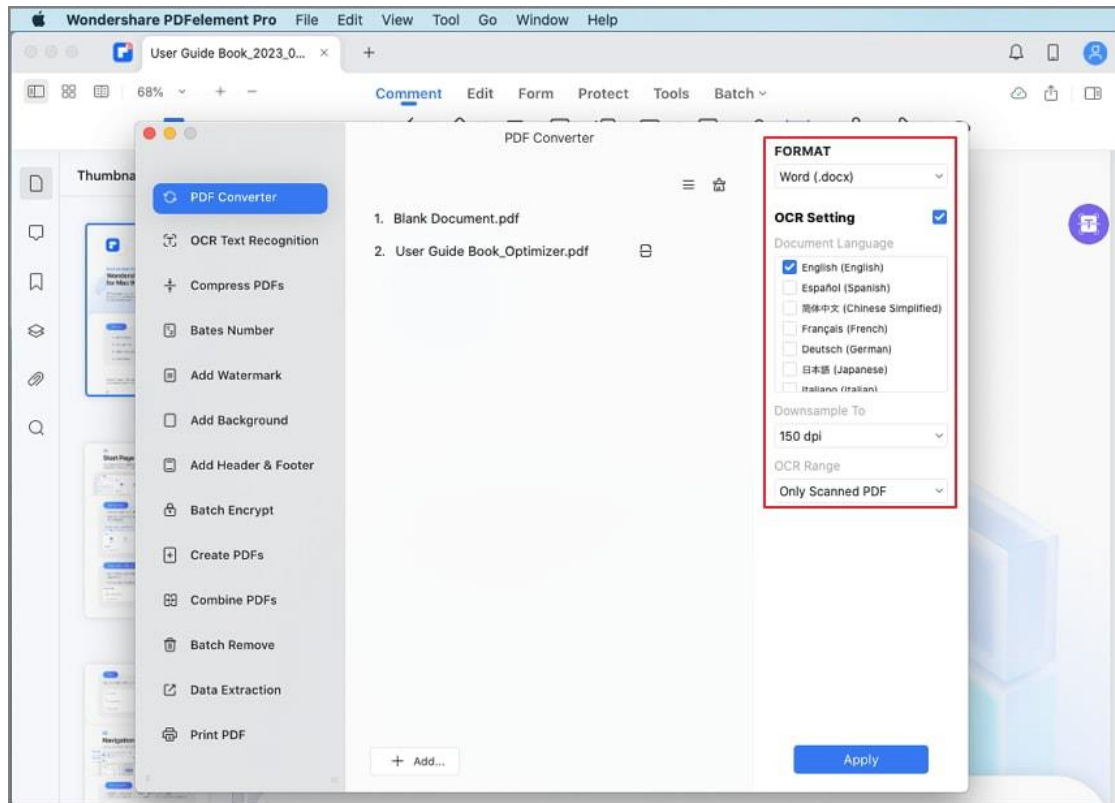 Wondershare PDFelement Pro File Edit View Tool Go Window Help
User Guide Book_2023_0... × +
68% + −
Comment Edit Form Protect Tools Batch
Thumbna
PDF Converter
PDF Converter
OCR Text Recognition
Compress PDFs
Bates Number
Add Watermark
Add Background
Add Header & Footer
Batch Encrypt
Create PDFs
Combine PDFs
Batch Remove
Data Extraction
Print PDF
1. Blank Document.pdf
2. User Guide Book_Optimizer.pdf
+ Add...
FORMAT
Word (.docx)
OCR Setting
Document Language
English (English)
Español (Spanish)
简体中文 (Chinese Simplified)
Français (French)
Deutsch (German)
日本語 (Japanese)
Italiano (Italian)
Downsample To
150 dpi
OCR Range
Only Scanned PDF
Apply
Start Page
Navigation